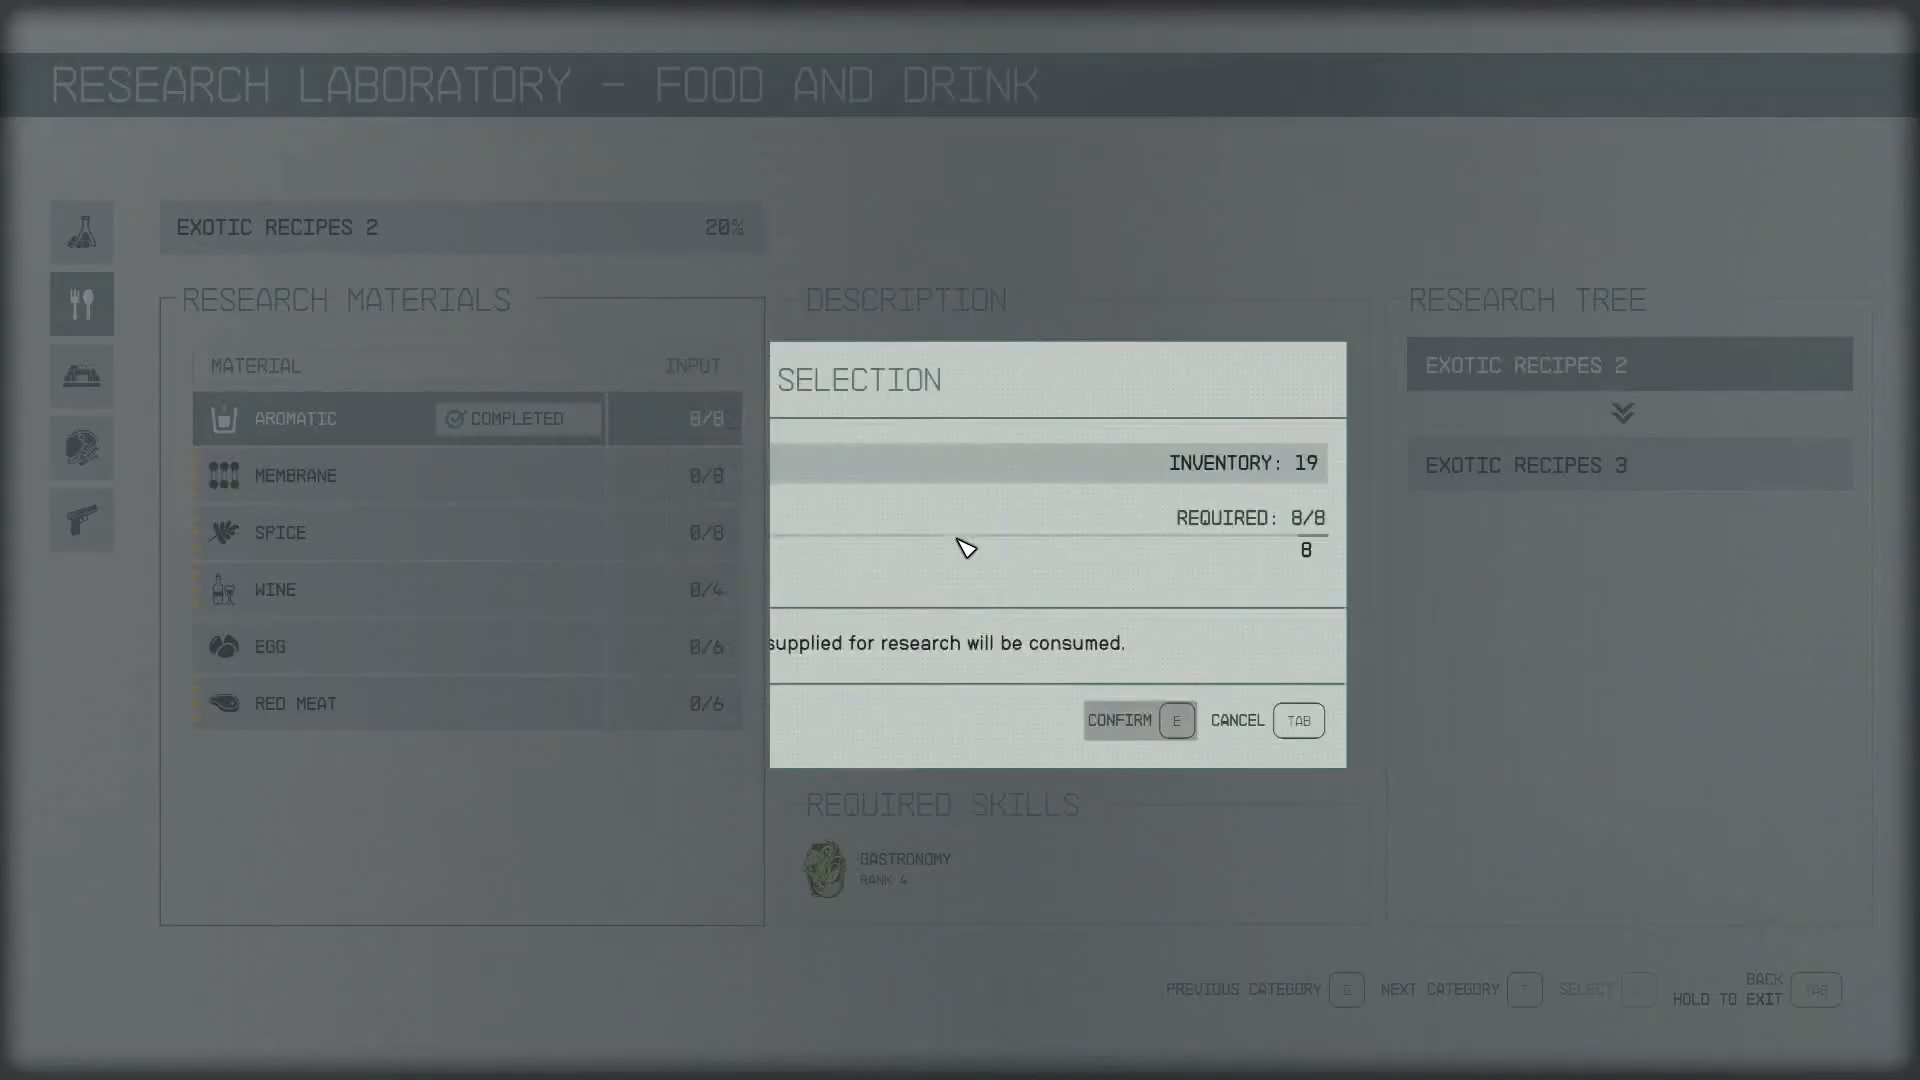 RESEARCH LABORATORY - FOOD AND DRINK
EXOTIC RECIPES 2 20%
RESEARCH MATERIALS
MATERIAL INPUT
AROMATIC COMPLETED 8/8
MEMBRANE 0/8
SPICE 0/8
WINE 0/4
EGG 0/6
RED MEAT 0/6
DESCRIPTION
SELECTION
INVENTORY: 19
REQUIRED: 8/8
8
supplied for research will be consumed.
CONFIRM E CANCEL TAB
REQUIRED SKILLS
GASTRONOMY
RANK 4
RESEARCH TREE
EXOTIC RECIPES 2
EXOTIC RECIPES 3
PREVIOUS CATEGORY NEXT CATEGORY T SELECT BACK TAB
HOLD TO EXIT